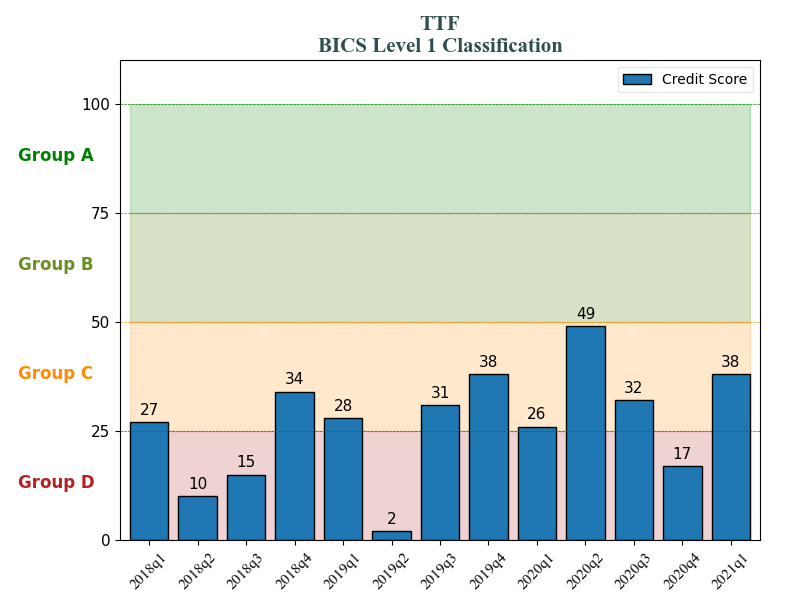 TTF
BICS Level 1 Classification
Credit Score
100
Group A
75
Group B
50
49
Group C
38
38
34
32
31
28
27
26
25
17
15
Group D
10
2
0
2018q1
2018q2
2018q3
2018q4
2019q1
2019q2
2019q3
2019q4
2020q1
2020q2
2020q3
2020q4
2021q1